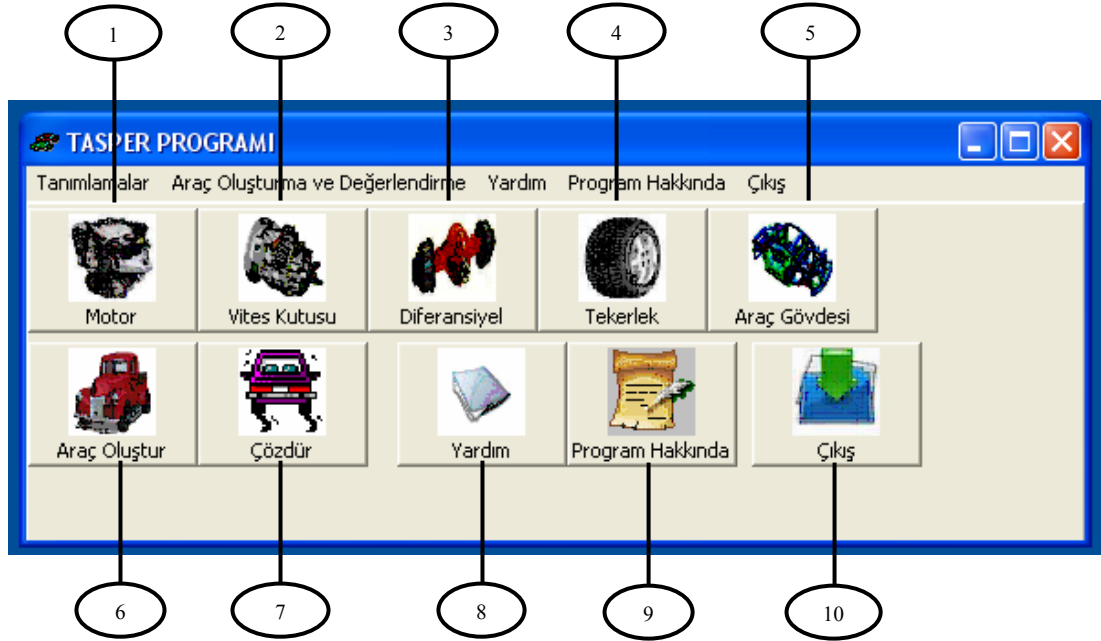 1 2 3 4 5
TASPER PROGRAMI
Tanımlamalar Araç Oluşturma ve Değerlendirme Yardım Program Hakkında Çıkış
Motor Vites Kutusu Diferansiyel Tekerlek Araç Gövdesi
Araç Oluştur Çözdür Yardım Program Hakkında Çıkış
6 7 8 9 10